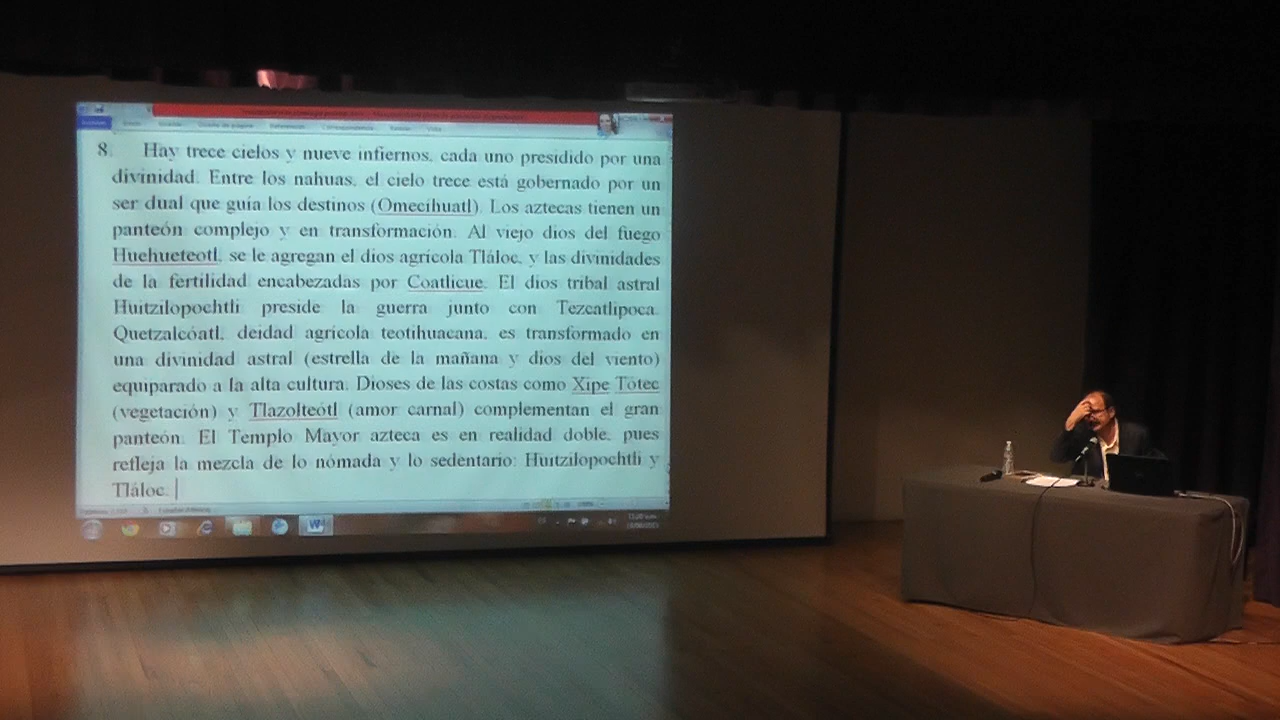 8. Hay trece cielos y nueve infiernos, cada uno presidido por una
divinidad. Entre los nahuas, el cielo trece está gobernado por un
ser dual que guía los destinos (Omecihuatl). Los aztecas tienen un
panteón complejo y en transformación. Al viejo dios del fuego
Huehueteotl, se le agregan el dios agrícola Tláloc, y las divinidades
de la fertilidad encabezadas por Coatlicue. El dios tribal astral
Huitzilopochtli preside la guerra junto con Tezcatlipoca.
Quetzalcóatl, deidad agrícola teotihuacana, es transformado en
una divinidad astral (estrella de la mañana y dios del viento)
equiparado a la alta cultura. Dioses de las costas como Xipe Tótec
(vegetación) y Tlazolteótl (amor carnal) complementan el gran
panteón. El Templo Mayor azteca es en realidad doble, pues
refleja la mezcla de lo nómada y lo sedentario: Huitzilopochtli y
Tláloc.